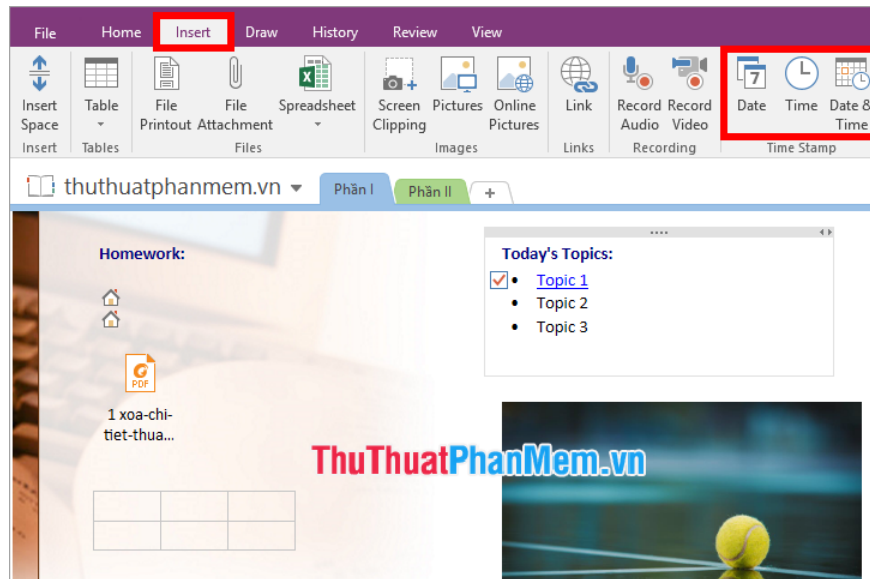 File Home Insert Draw History Review View
Insert Space
Table
File Printout
File Attachment
Spreadsheet
Screen Clipping
Pictures
Online Pictures
Link
Record Audio
Record Video
Date
Time
Date & Time
Insert Tables Files Images Links Recording Time Stamp
thuthuatphanmem.vn Phần I Phần II +
Homework:
PDF
1 xoa-chi-
tiet-thua...
Today's Topics:
• Topic 1
• Topic 2
• Topic 3
ThuThuatPhanMem.vn